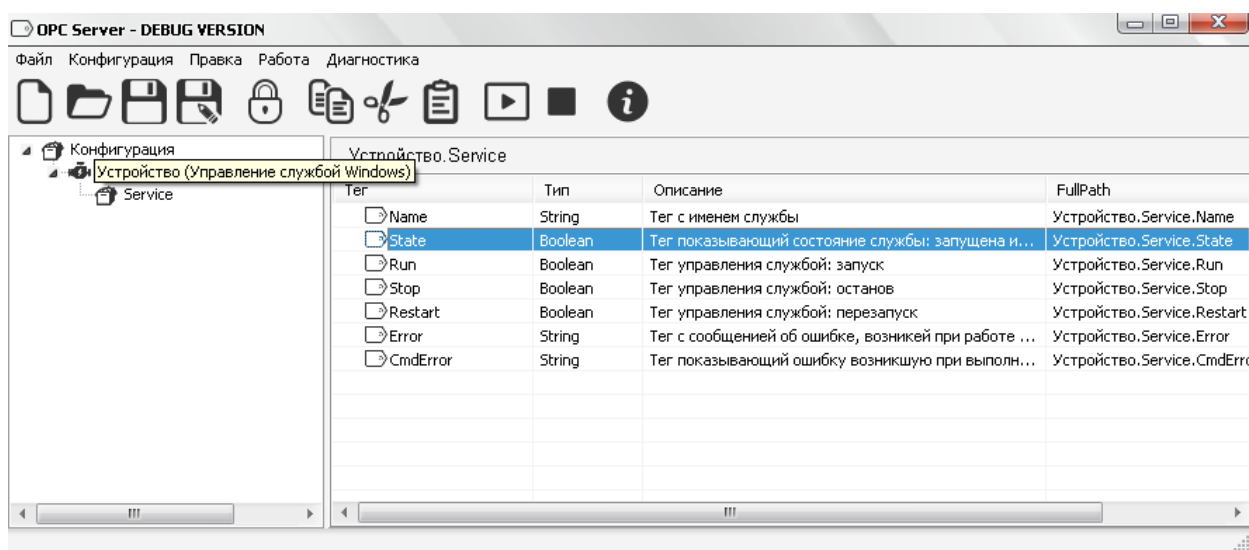 OPC Server - DEBUG VERSION
Файл Конфигурация Правка Работа Диагностика
Конфигурация
Устройство (Управление службой Windows)
Service
Устройство.Service
Тег Тип Описание FullPath
Name String Тег с именем службы Устройство.Service.Name
State Boolean Тег показывающий состояние службы: запущена и... Устройство.Service.State
Run Boolean Тег управления службой: запуск Устройство.Service.Run
Stop Boolean Тег управления службой: останов Устройство.Service.Stop
Restart Boolean Тег управления службой: перезапуск Устройство.Service.Restart
Error String Тег с сообщенией об ошибке, возникей при работе ... Устройство.Service.Error
CmdError String Тег показывающий ошибку возникшую при выполн... Устройство.Service.CmdErro